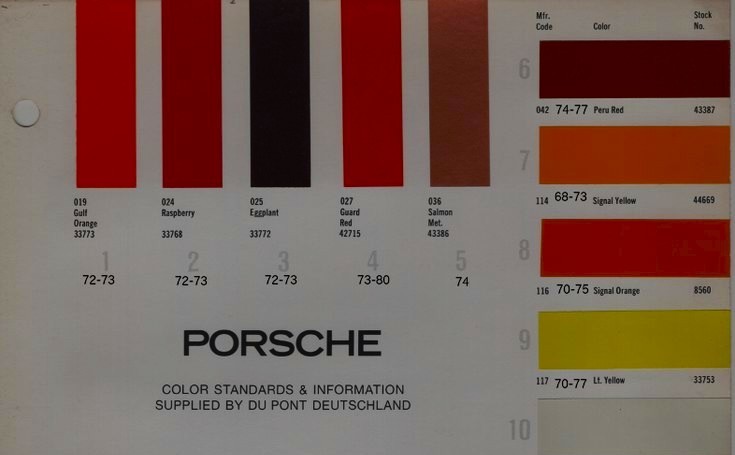 Mfr. Code Color Stock No.
6
042 74-77 Peru Red 43387
7
114 68-73 Signal Yellow 44669
8
116 70-75 Signal Orange 8560
9
117 70-77 Lt. Yellow 33753
10
019
Gulf
Orange
33773
1
72-73
024
Raspberry
33768
2
72-73
025
Eggplant
33772
3
72-73
027
Guard
Red
42715
4
73-80
036
Salmon
Met.
43386
5
74
PORSCHE
COLOR STANDARDS & INFORMATION
SUPPLIED BY DU PONT DEUTSCHLAND